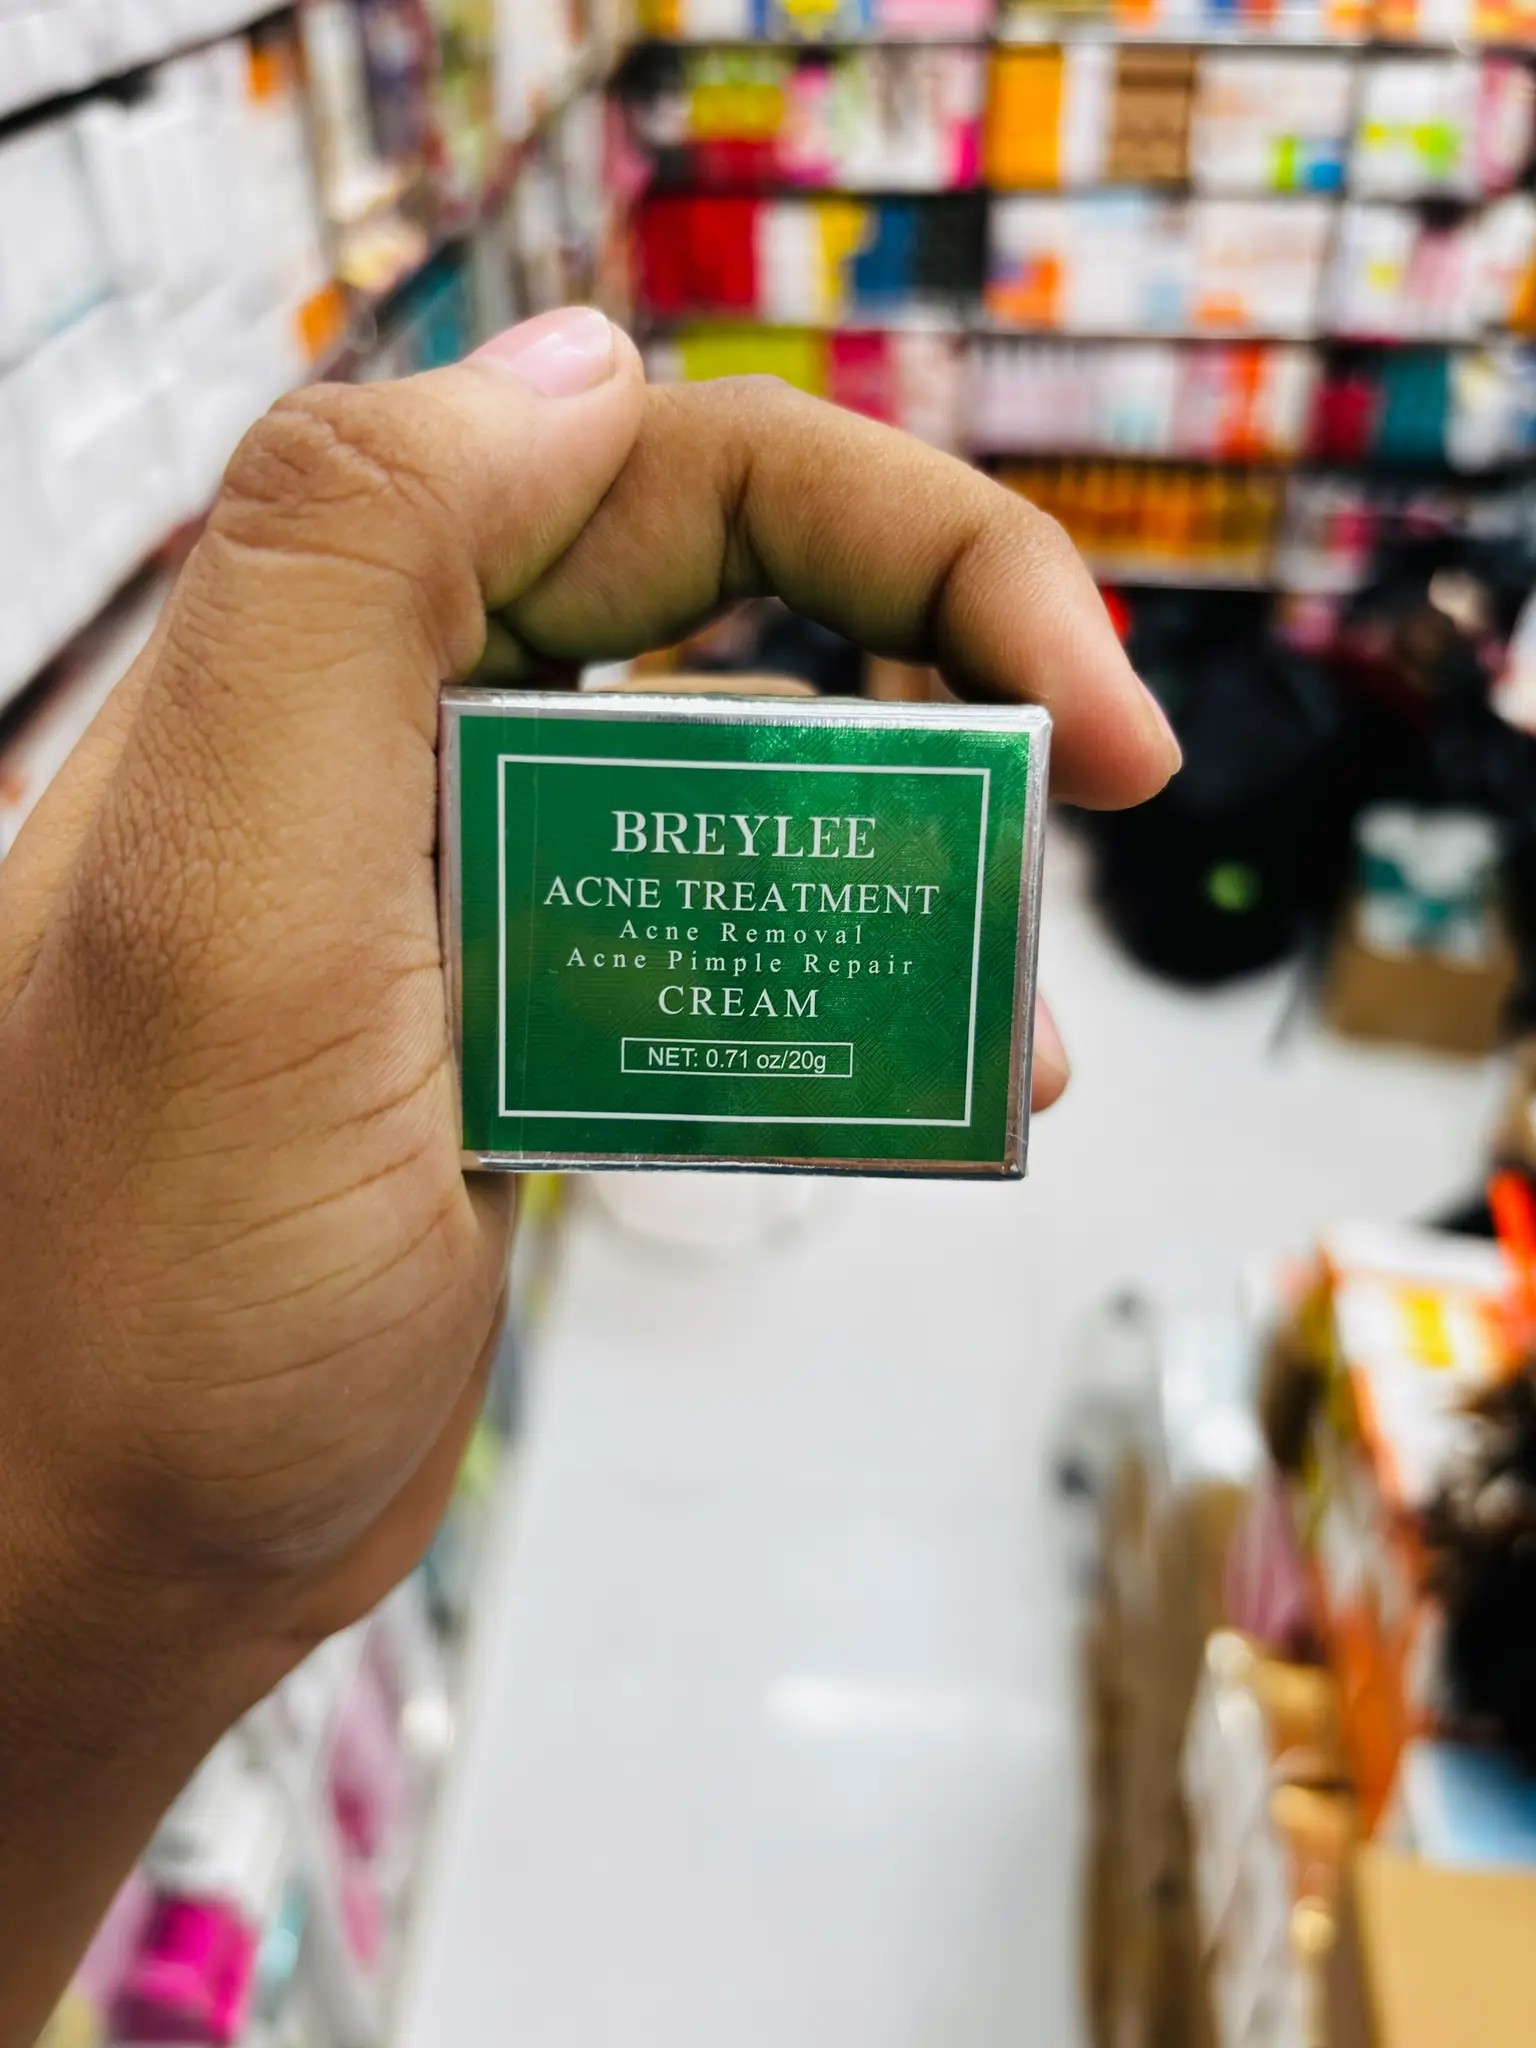 BREYLEE
ACNE TREATMENT
Acne Removal
Acne Pimple Repair
CREAM
NET: 0.71 oz/20g